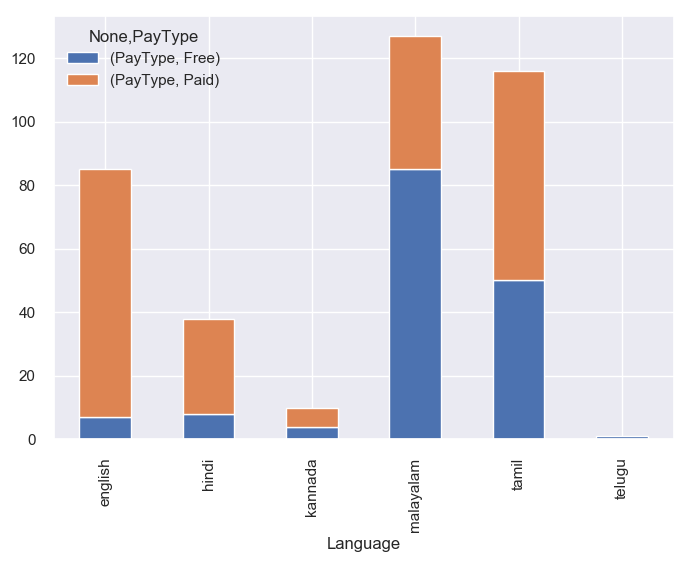 None,PayType
(PayType, Free)
(PayType, Paid)
120
100
80
60
40
20
0
english
hindi
kannada
malayalam
tamil
telugu
Language